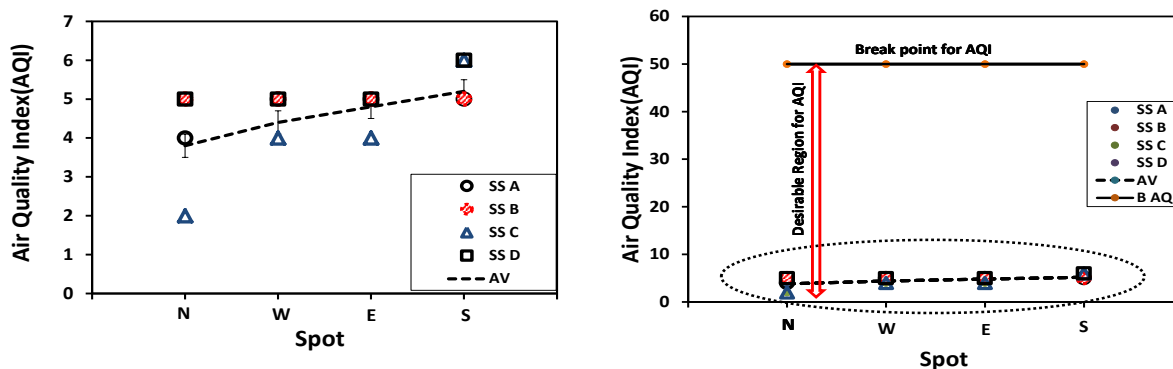 Air Quality Index(AQI)
7
6
5
4
3
2
1
0
N W E S
Spot
SS A
SS B
SS C
SS D
AV
Air Quality Index(AQI)
60
50
40
30
20
10
0
Break point for AQI
Desirable Region for AQI
N W E S
Spot
SS A
SS B
SS C
SS D
AV
B AQ